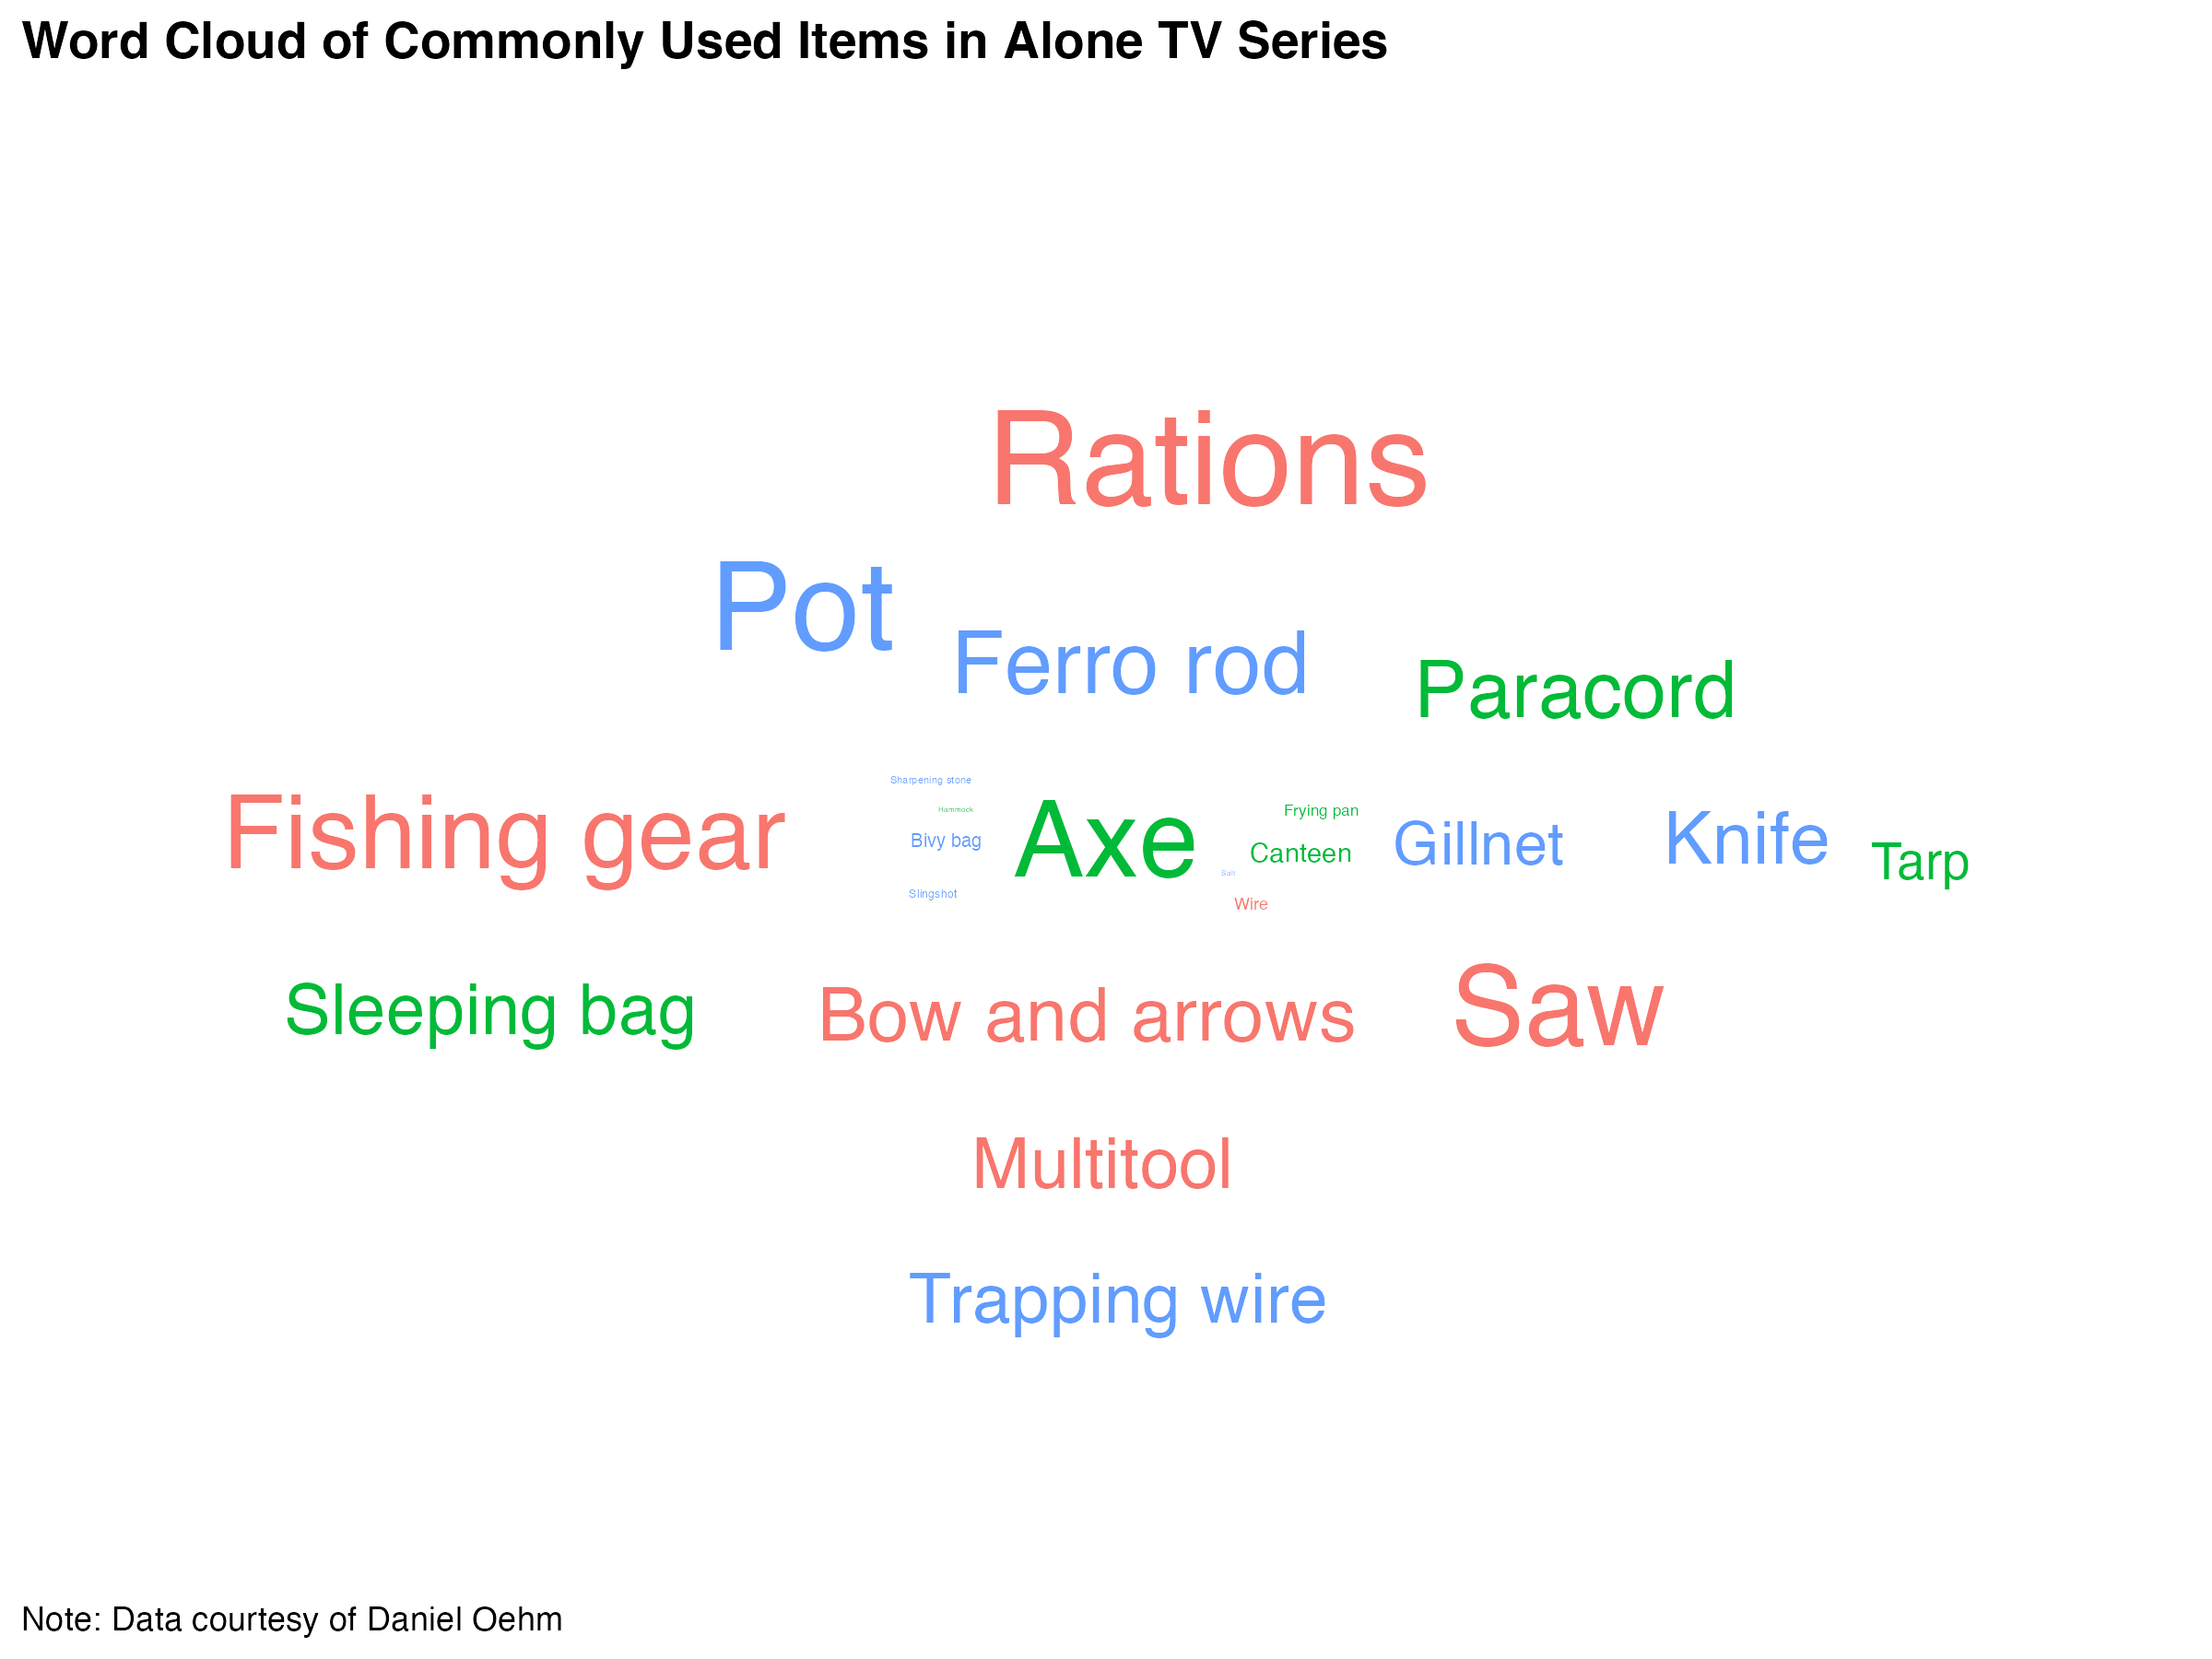 Word Cloud of Commonly Used Items in Alone TV Series
Rations
Pot
Ferro rod
Paracord
Sharpening stone
Hammock
Frying pan
Fishing gear
Bivy bag
Axe
Canteen
Gillnet
Knife
Tarp
Salt
Slingshot
Wire
Sleeping bag
Bow and arrows
Saw
Multitool
Trapping wire
Note: Data courtesy of Daniel Oehm